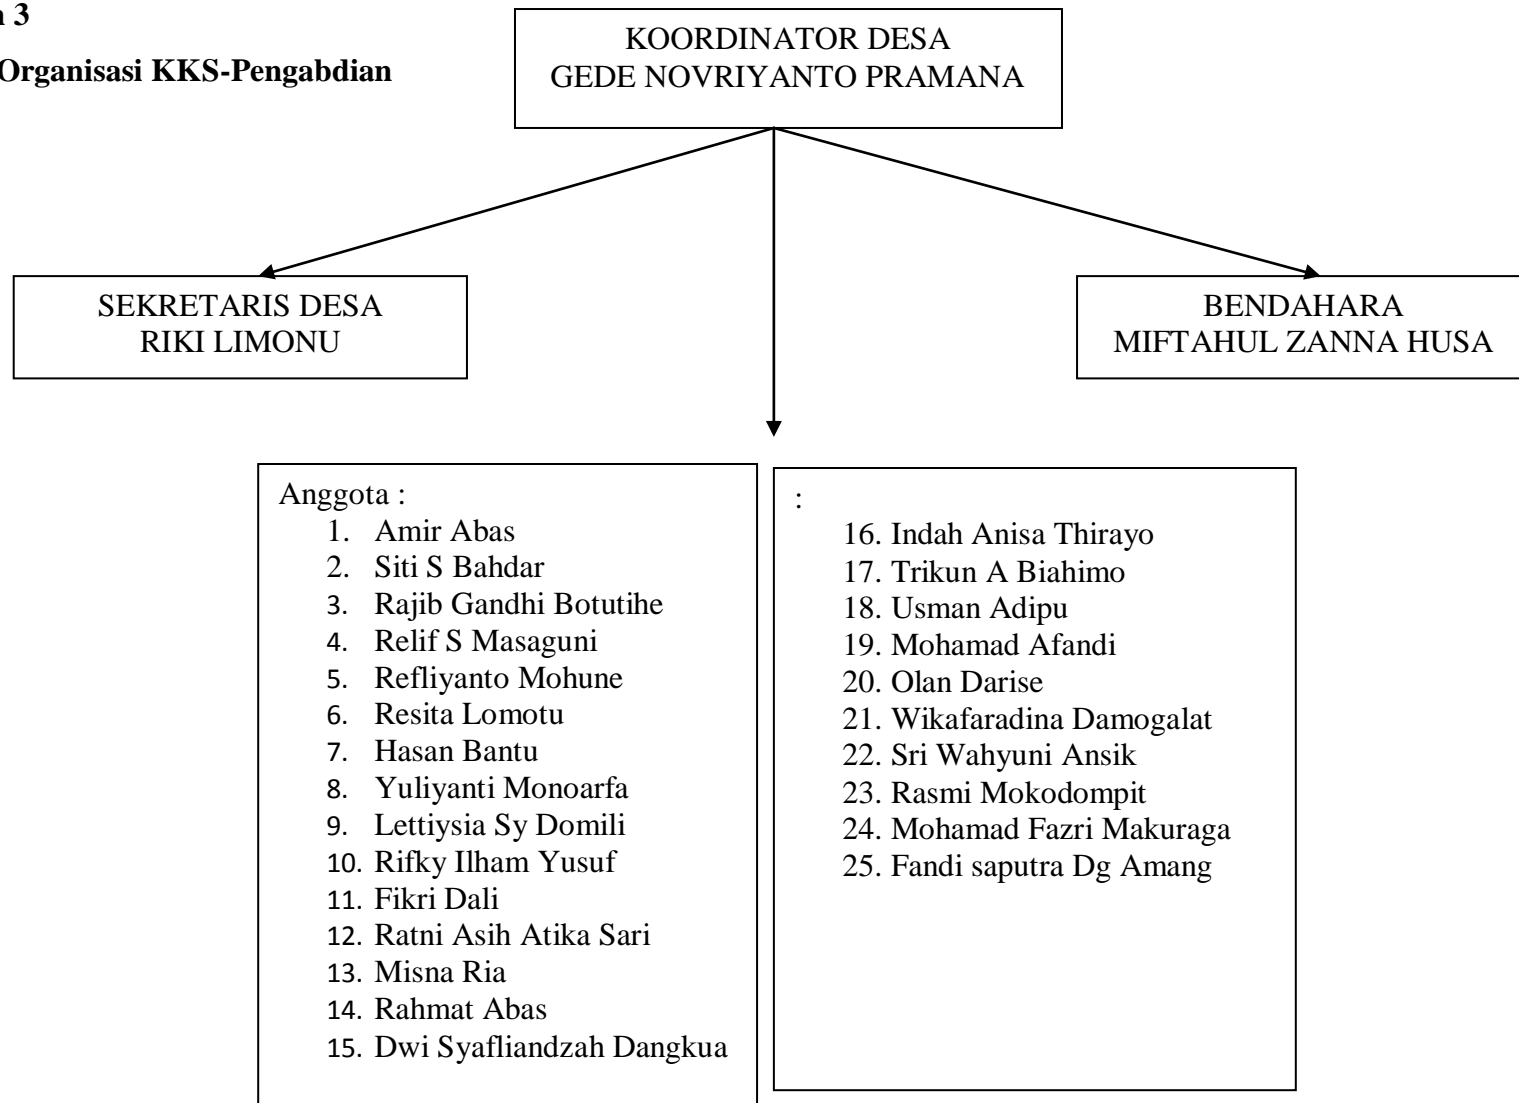 3
Organisasi KKS-Pengabdian
KOORDINATOR DESA
GEDE NOVRIYANTO PRAMANA
SEKRETARIS DESA
RIKI LIMONU
BENDAHARA
MIFTAHUL ZANNA HUSA
Anggota :
1. Amir Abas
2. Siti S Bahdar
3. Rajib Gandhi Botutihe
4. Relif S Masaguni
5. Refliyanto Mohune
6. Resita Lomotu
7. Hasan Bantu
8. Yuliyanti Monoarfa
9. Lettiysia Sy Domili
10. Rifky Ilham Yusuf
11. Fikri Dali
12. Ratni Asih Atika Sari
13. Misna Ria
14. Rahmat Abas
15. Dwi Syafliandzah Dangkua
:
16. Indah Anisa Thirayo
17. Trikun A Biahimo
18. Usman Adipu
19. Mohamad Afandi
20. Olan Darise
21. Wikafaradina Damogalat
22. Sri Wahyuni Ansik
23. Rasmi Mokodompit
24. Mohamad Fazri Makuraga
25. Fandi saputra Dg Amang